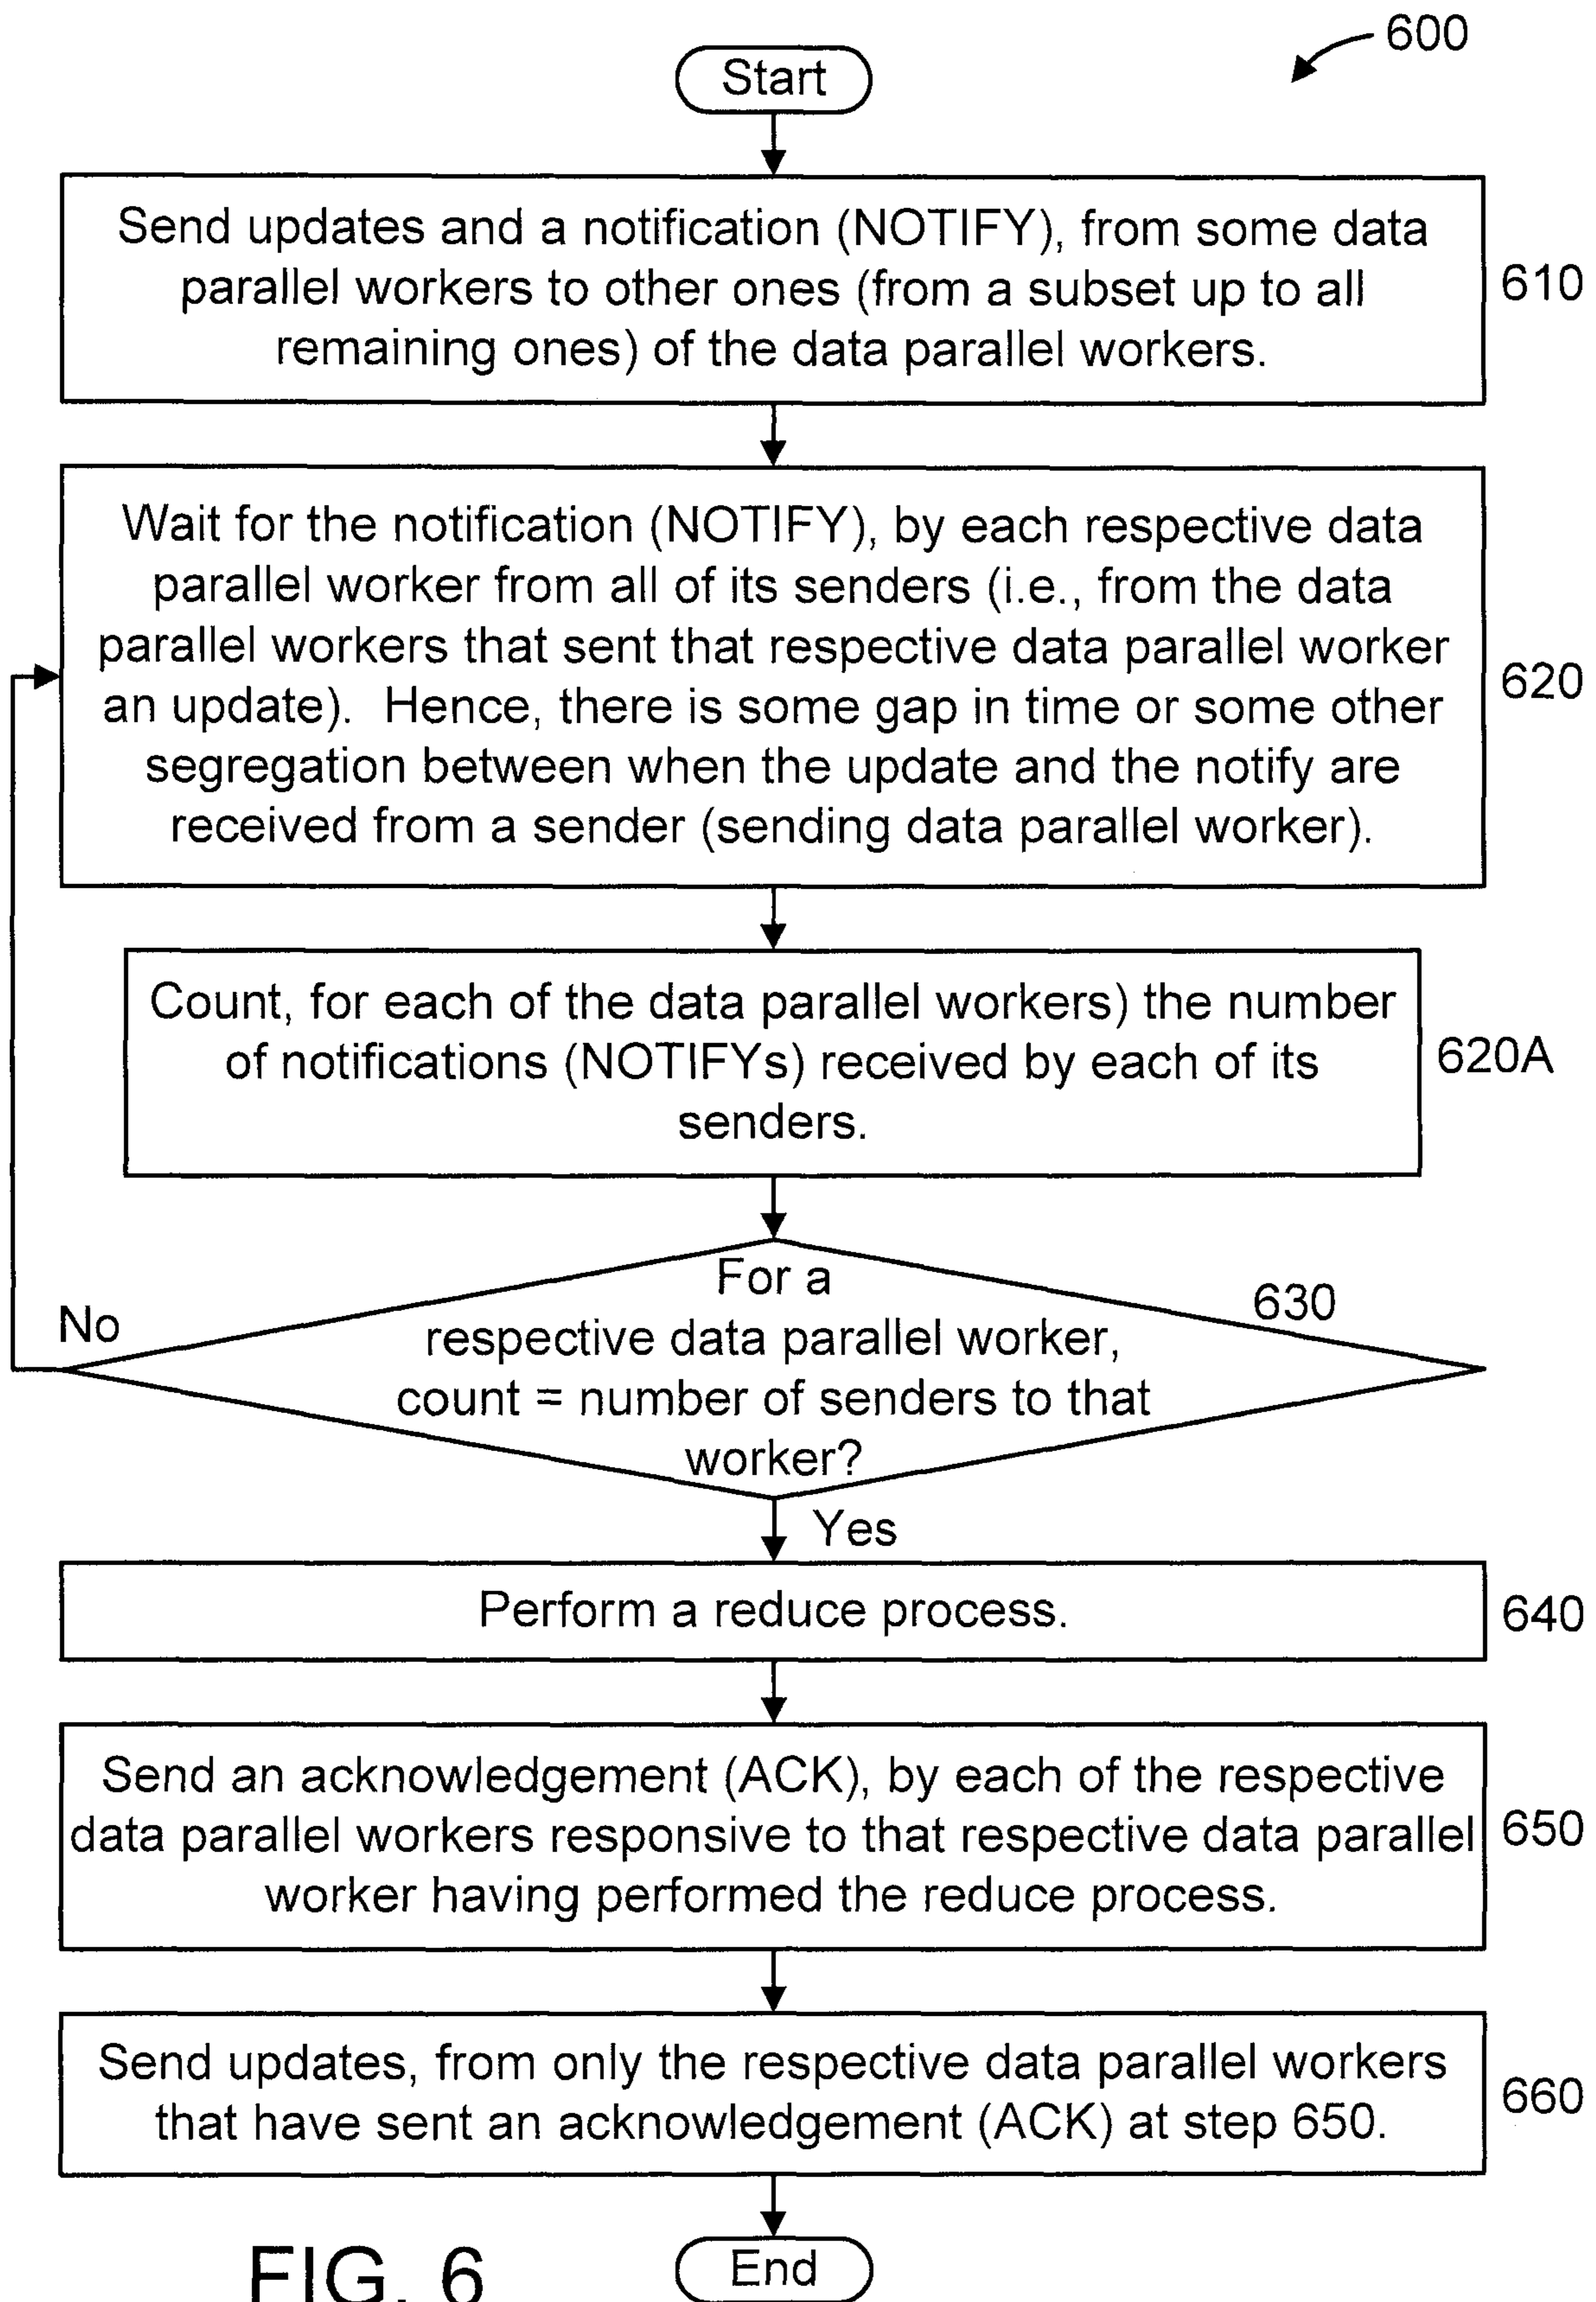 600
Start
Send updates and a notification (NOTIFY), from some data
parallel workers to other ones (from a subset up to all
remaining ones) of the data parallel workers.
610
Wait for the notification (NOTIFY), by each respective data
parallel worker from all of its senders (i.e., from the data
parallel workers that sent that respective data parallel worker
an update).  Hence, there is some gap in time or some other
segregation between when the update and the notify are
received from a sender (sending data parallel worker).
620
Count, for each of the data parallel workers) the number
of notifications (NOTIFYs) received by each of its
senders.
620A
For a
respective data parallel worker,
count = number of senders to that
worker?
630
No
Yes
Perform a reduce process.
640
Send an acknowledgement (ACK), by each of the respective
data parallel workers responsive to that respective data parallel
worker having performed the reduce process.
650
Send updates, from only the respective data parallel workers
that have sent an acknowledgement (ACK) at step 650.
660
End
FIG. 6